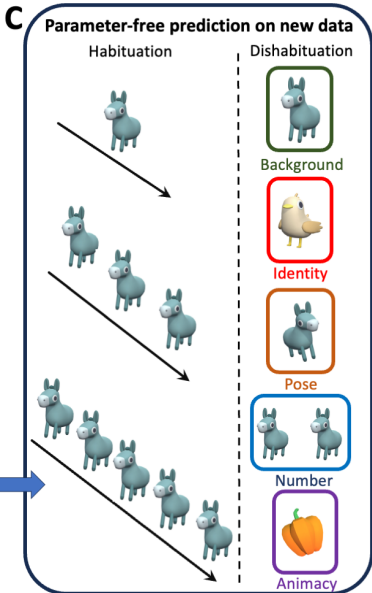 C
Parameter-free prediction on new data
Habituation
Dishabituation
Background
Identity
Pose
Number
Animacy